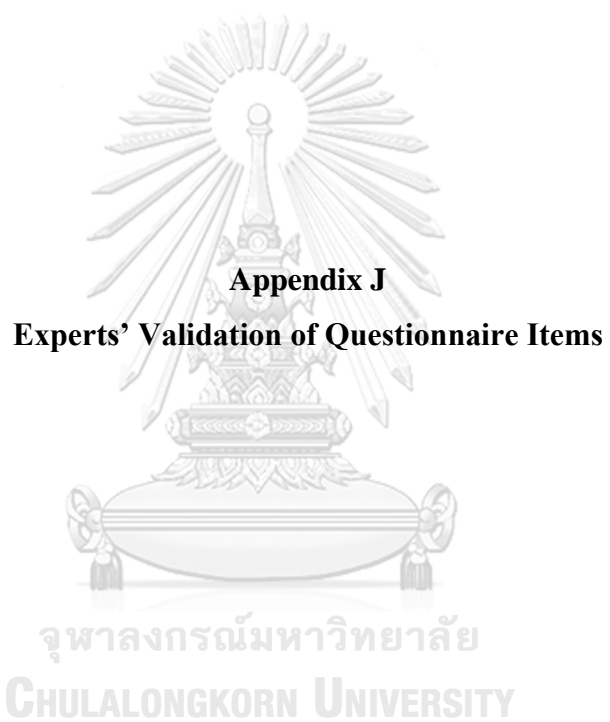 Appendix J
Experts’ Validation of Questionnaire Items
จุฬาลงกรณ์มหาวิทยาลัย
CHULALONGKORN UNIVERSITY